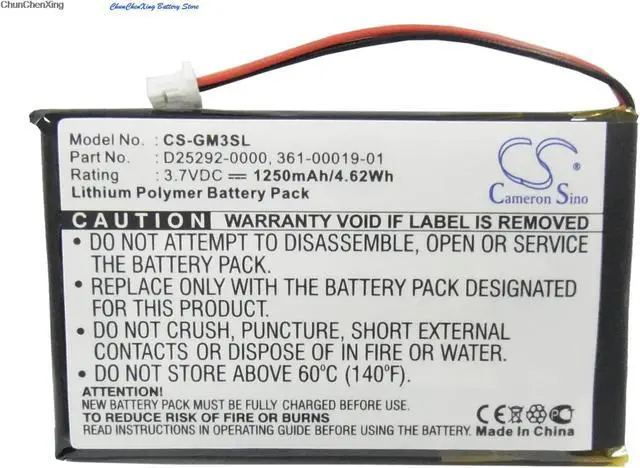 ChunChenXing
ChunChenXing Battery Store
Model No. : CS-GM3SL
Part No. : D25292-0000, 361-00019-01
Rating : 3.7VDC ⎓ 1250mAh/4.62Wh
Lithium Polymer Battery Pack
CS
Cameron Sino
CAUTION WARRANTY VOID IF LABEL IS REMOVED
• DO NOT ATTEMPT TO DISASSEMBLE, OPEN OR SERVICE
THE BATTERY PACK.
• REPLACE ONLY WITH THE BATTERY PACK DESIGNATED
FOR THIS PRODUCT.
• DO NOT CRUSH, PUNCTURE, SHORT EXTERNAL
CONTACTS OR DISPOSE OF IN FIRE OR WATER.
• DO NOT STORE ABOVE 60°C (140°F).
ATTENTION!
NEW BATTERY PACK MUST BE FULLY CHARGED BEFORE USE.
TO REDUCE RISK OF FIRE OR BURNS
READ INSTRUCTIONS IN OPERATING MANUAL BEFORE USING.
CE
Made In China